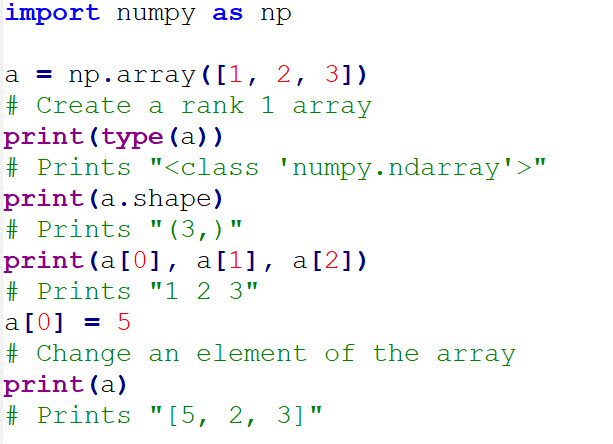 import numpy as np
a = np.array([1, 2, 3])
# Create a rank 1 array
print(type(a))
# Prints "<class 'numpy.ndarray'>"
print(a.shape)
# Prints "(3,)"
print(a[0], a[1], a[2])
# Prints "1 2 3"
a[0] = 5
# Change an element of the array
print(a)
# Prints "[5, 2, 3]"